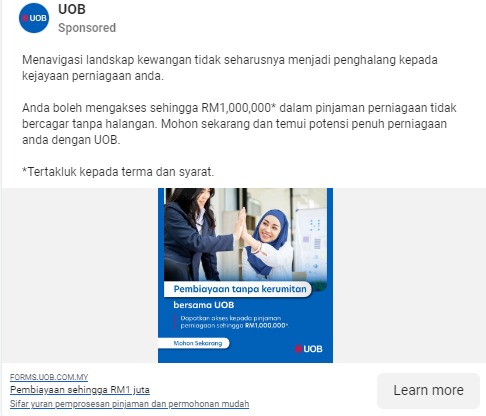 UOB
UOB
Sponsored
Menavigasi landskap kewangan tidak seharusnya menjadi penghalang kepada
kejayaan perniagaan anda.
Anda boleh mengakses sehingga RM1,000,000* dalam pinjaman perniagaan tidak
bercagar tanpa halangan. Mohon sekarang dan temui potensi penuh perniagaan
anda dengan UOB.
*Tertakluk kepada terma dan syarat.
Pembiayaan tanpa kerumitan
bersama UOB
Dapatkan akses kepada pinjaman
perniagaan sehingga RM1,000,000*
Mohon Sekarang
UOB
FORMS.UOB.COM.MY
Pembiayaan sehingga RM1 juta
Sifar yuran pemprosesan pinjaman dan permohonan mudah
Learn more